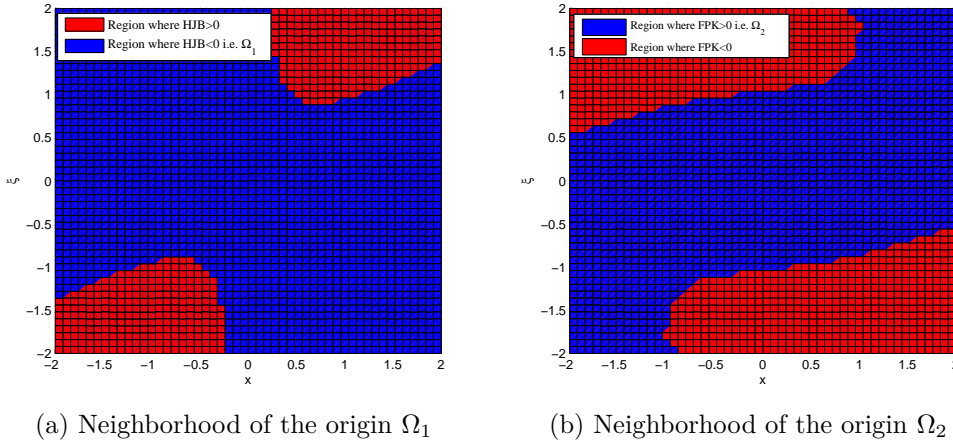 Region where HJB>0
Region where HJB<0 i.e. Ω1
2
1.5
1
0.5
0
−0.5
−1
−1.5
−2
ξ
−2 −1.5 −1 −0.5 0 0.5 1 1.5 2
x
(a) Neighborhood of the origin Ω1
Region where FPK>0 i.e. Ω2
Region where FPK<0
2
1.5
1
0.5
0
−0.5
−1
−1.5
−2
ξ
−2 −1.5 −1 −0.5 0 0.5 1 1.5 2
x
(b) Neighborhood of the origin Ω2